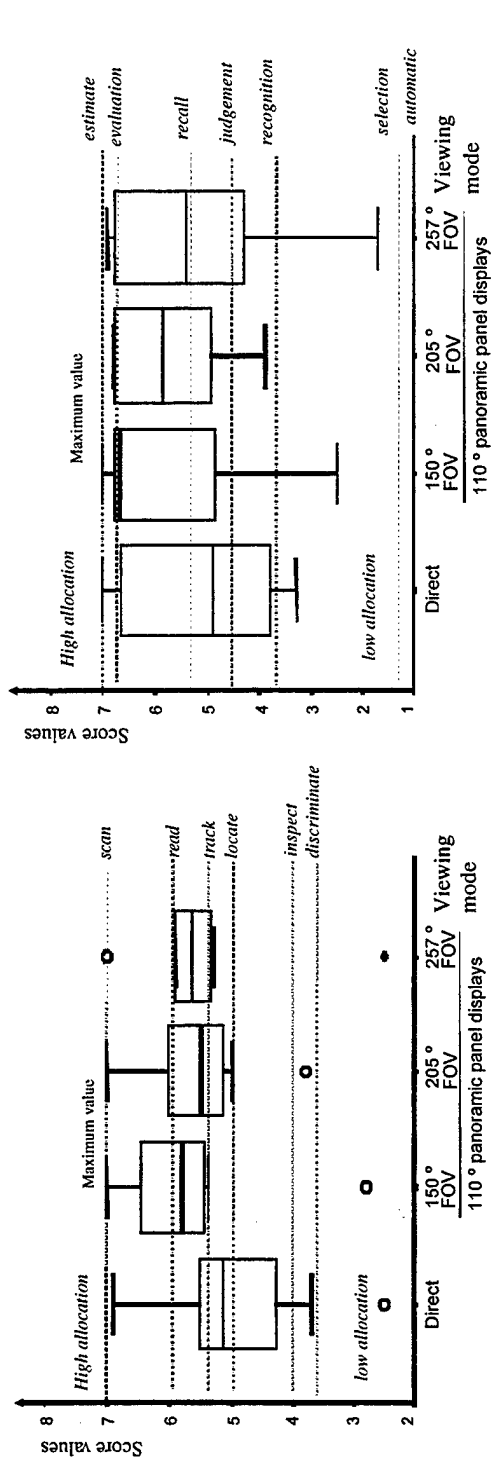 Score values
8
7
6
5
4
3
2
High allocation
Maximum value
low allocation
scan
read
track
locate
inspect
discriminate
Direct
150° FOV
205° FOV
257° FOV
Viewing mode
110° panoramic panel displays
Score values
8
7
6
5
4
3
2
1
High allocation
Maximum value
low allocation
estimate
evaluation
recall
judgement
recognition
selection
automatic
Direct
150° FOV
205° FOV
257° FOV
Viewing mode
110° panoramic panel displays